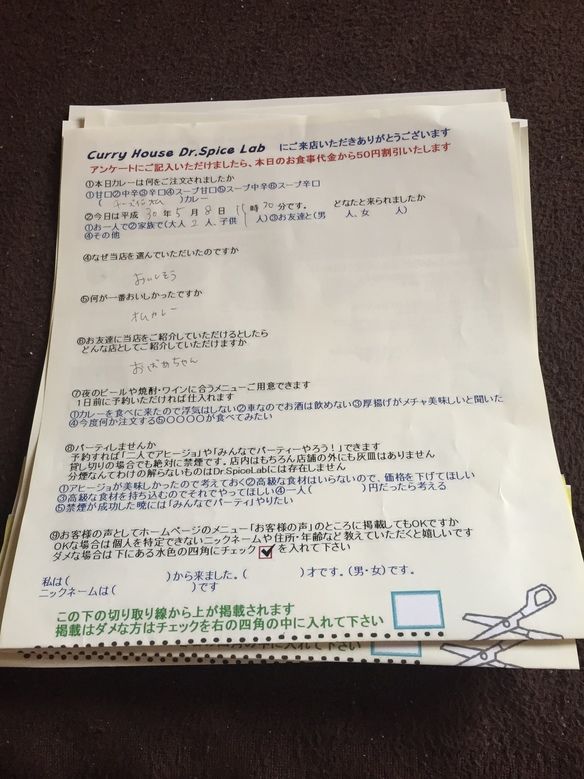 Curry House Dr.Spice Lab にご来店いただきありがとうございます
アンケートにご記入いただけましたら、本日のお食事代金から50円割引いたします
①本日カレーは何をご注文されましたか
①甘口②中辛③辛口④スープ甘口⑤スープ中辛⑥スープ辛口
( )カレー
②今日は平成 30 年 5 月 8 日 時 30 分です。 どなたと来られましたか
①お一人で②家族で(大人 2 人、子供 人)③お友達と(男 人、女 人)
④その他
④なぜ当店を選んでいただいたのですか
おいしそう
⑤何が一番おいしかったですか
オムカレー
⑥お友達に当店をご紹介していただけるとしたら
どんな店としてご紹介していただけますか
おばあちゃん
⑦夜のビールや焼酎・ワインに合うメニューご用意できます
1日前に予約いただければ仕入れます
①カレーを食べに来たので浮気はしない②車なのでお酒は飲めない③厚揚げがメチャ美味しいと聞いた
④今度何か注文する⑤〇〇〇〇が食べてみたい
⑧パーティしませんか
予約すれば「二人でアヒージョ」や「みんなでパーティーやろう！」できます
貸し切りの場合でも絶対に禁煙です。店内はもちろん店舗の外にも灰皿はありません
分煙なんてわけの解らないものはDr.SpiceLabには存在しません
①アヒージョが美味しかったので考えておく②高級な食材はいらないので、価格を下げてほしい
③高級な食材を持ち込むのでそれでやってほしい④一人( )円だったら考える
⑤禁煙が成功した暁には「みんなでパーティ」やりたい
⑨お客様の声としてホームページのメニュー「お客様の声」のところに掲載してもOKですか
OKな場合は個人を特定できないニックネームや住所・年齢など教えていただくと嬉しいです
ダメな場合は下にある水色の四角にチェック を入れて下さい
私は( )から来ました。( )才です。(男・女)です。
ニックネームは( )です
この下の切り取り線から上が掲載されます
掲載はダメな方はチェックを右の四角の中に入れて下さい